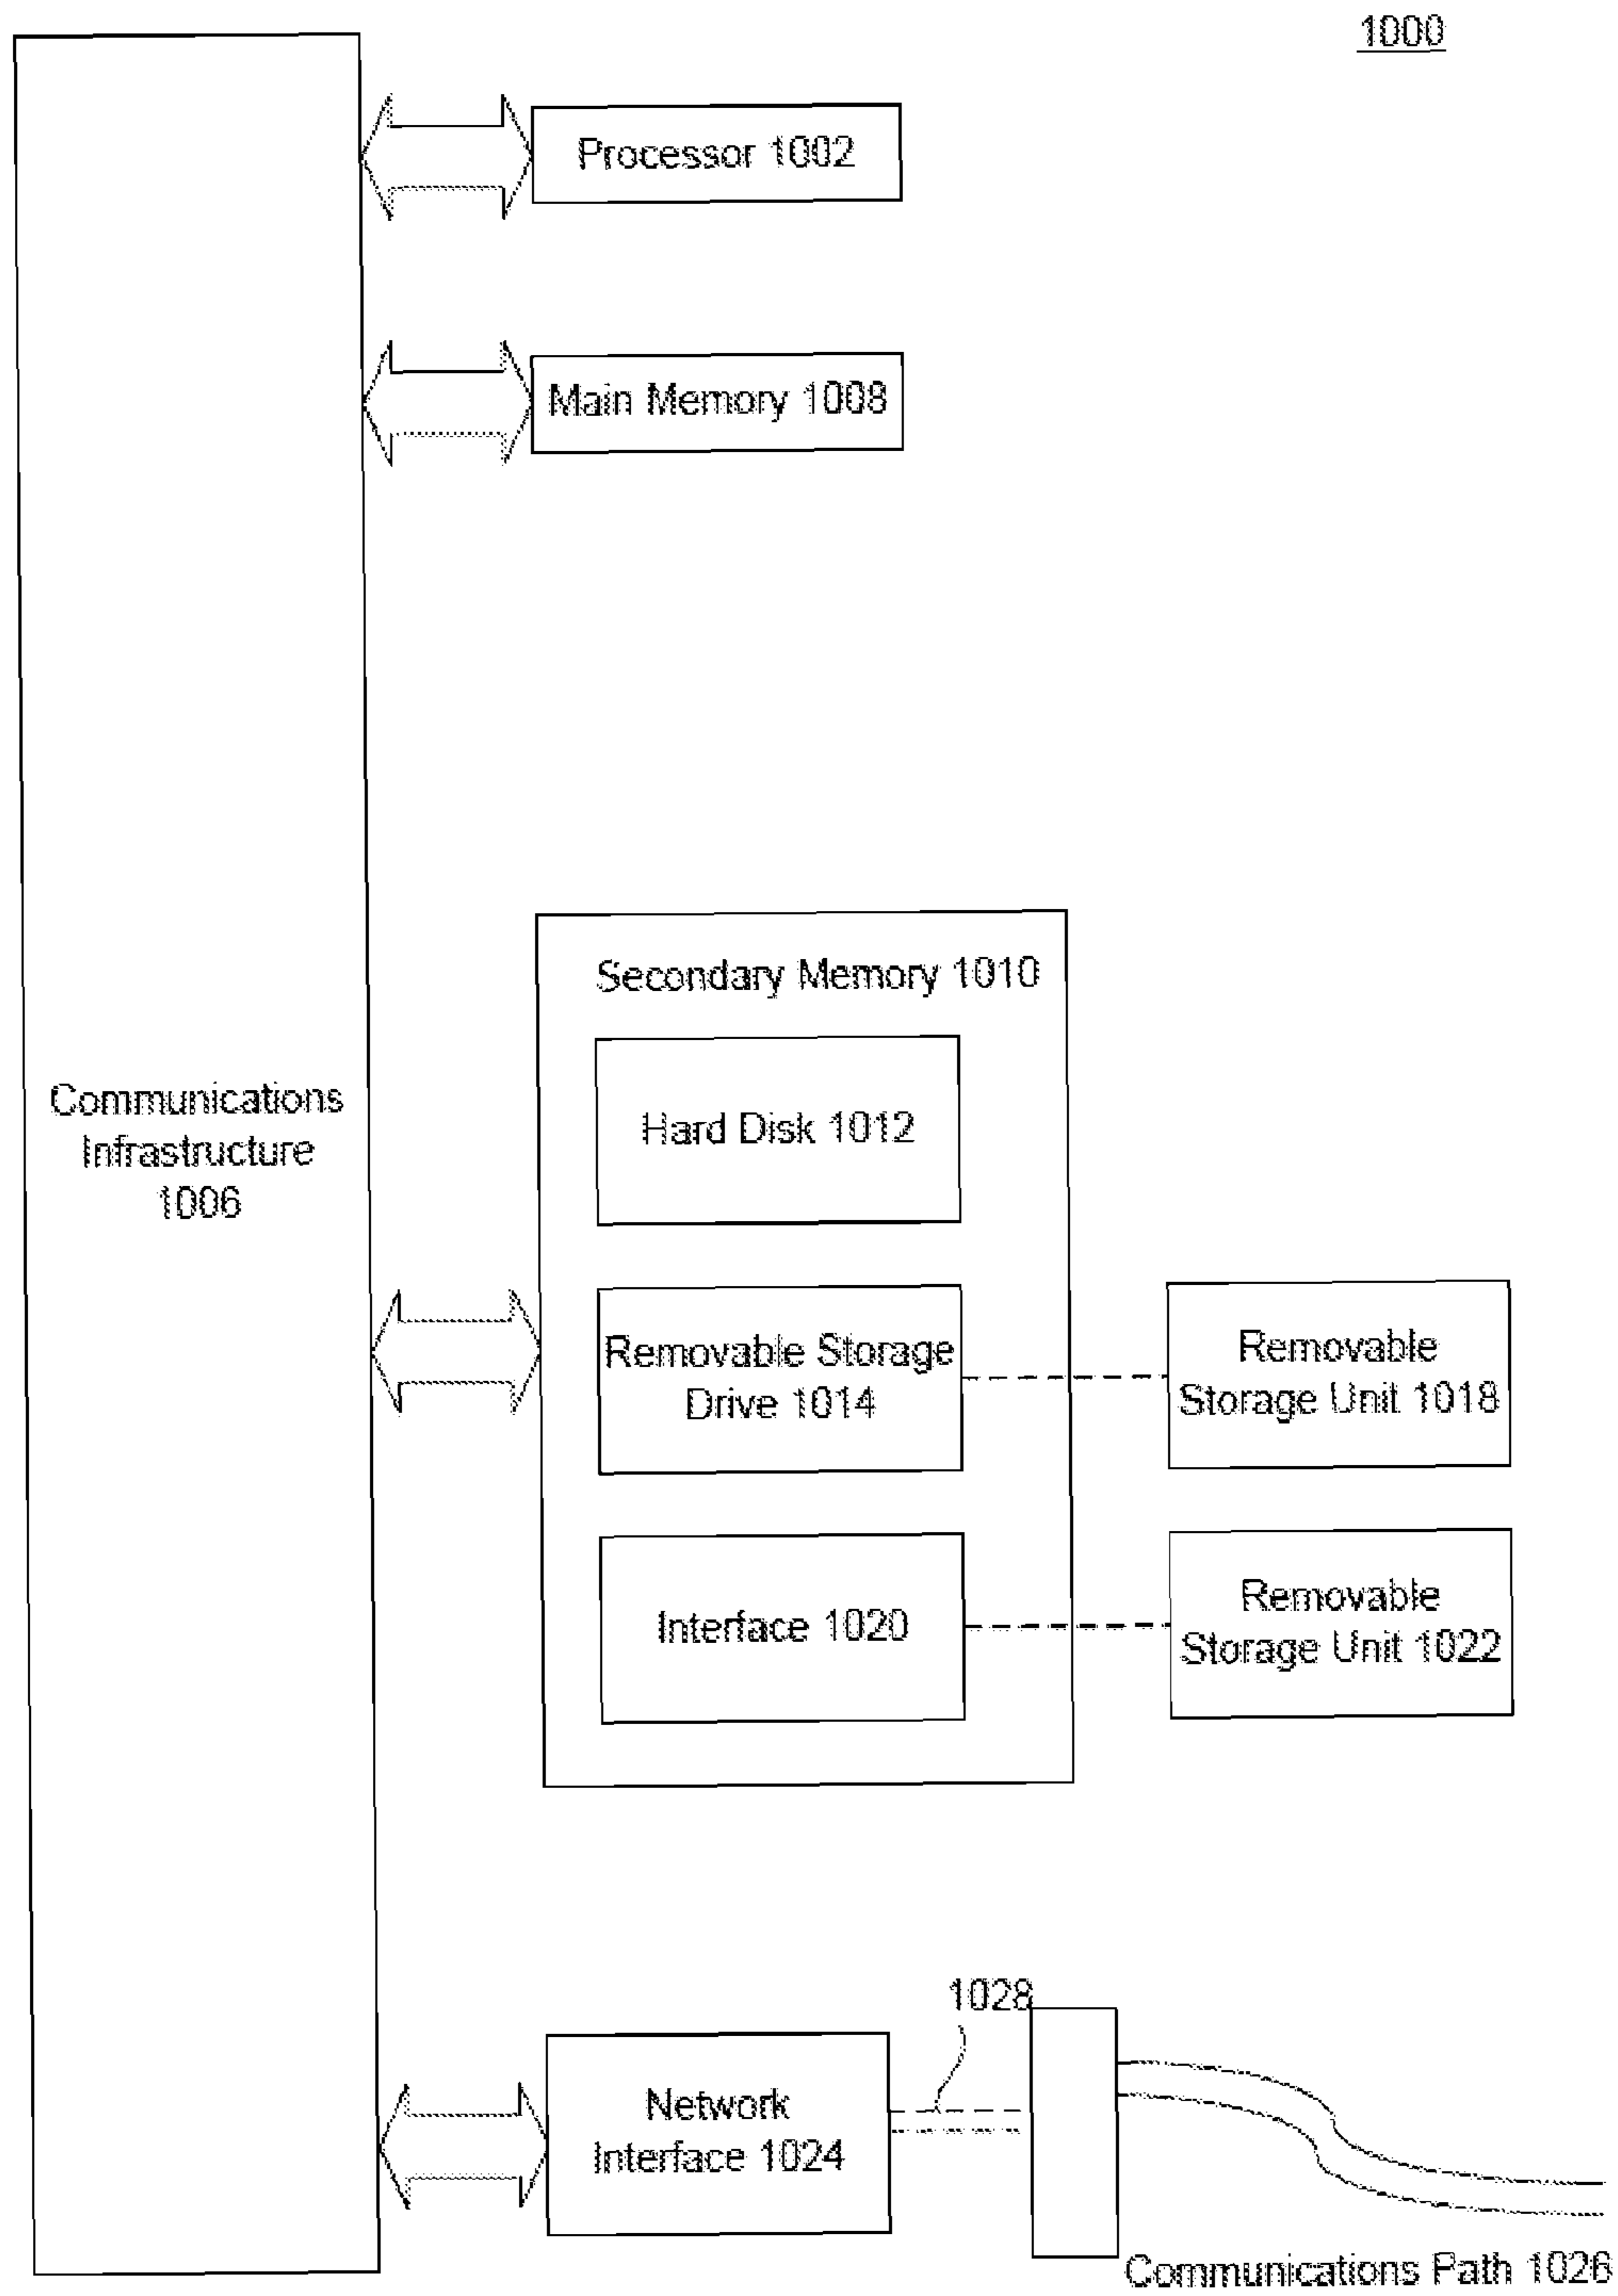 1000
Processor 1002
Main Memory 1008
Secondary Memory 1010
Hard Disk 1012
Communications
Infrastructure
1006
Removable Storage
Drive 1014
Removable
Storage Unit 1018
Interface 1020
Removable
Storage Unit 1022
1028
Network
Interface 1024
Communications Path 1026